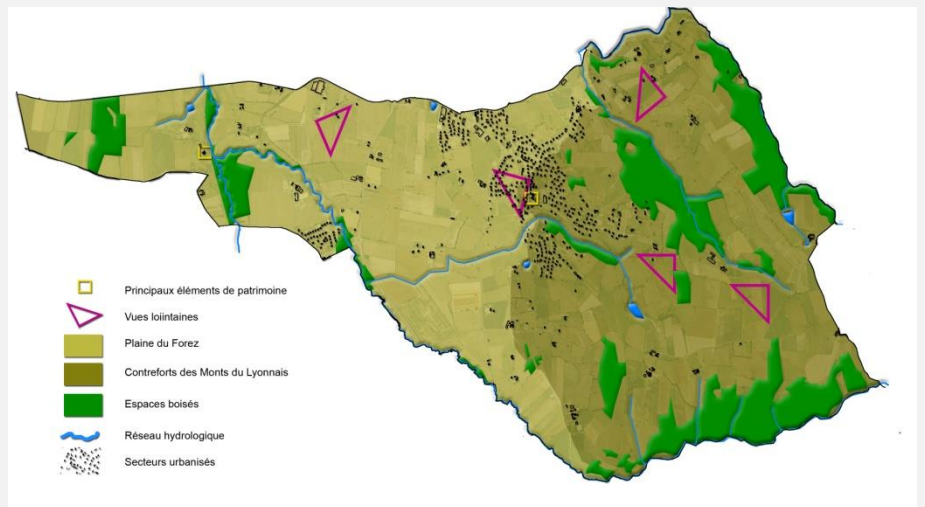 Principaux éléments de patrimoine
Vues loiintaines
Plaine du Forez
Contreforts des Monts du Lyonnais
Espaces boisés
Réseau hydrologique
Secteurs urbanisés